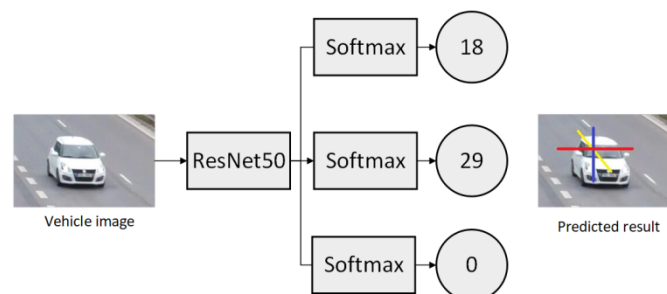 Softmax
18
ResNet50
Softmax
29
Vehicle image
Predicted result
Softmax
0